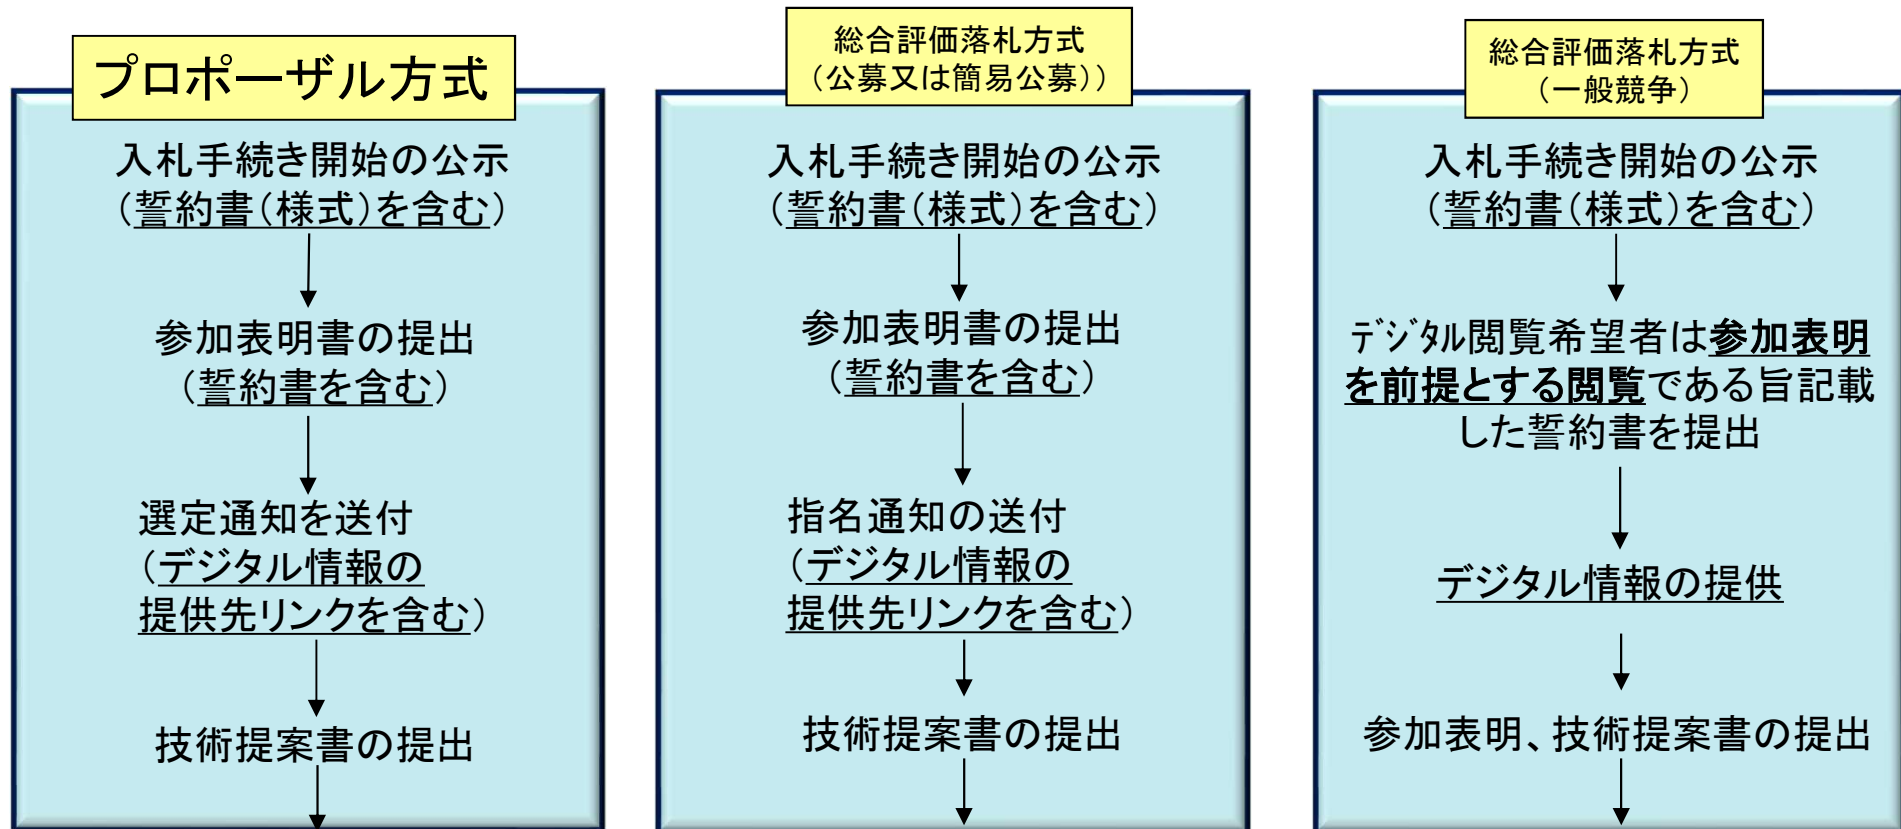 プロポーザル方式
入札手続き開始の公示
（誓約書（様式）を含む）
参加表明書の提出
（誓約書を含む）
選定通知を送付
（デジタル情報の
提供先リンクを含む）
技術提案書の提出
総合評価落札方式
（公募又は簡易公募））
入札手続き開始の公示
（誓約書（様式）を含む）
参加表明書の提出
（誓約書を含む）
指名通知の送付
（デジタル情報の
提供先リンクを含む）
技術提案書の提出
総合評価落札方式
（一般競争）
入札手続き開始の公示
（誓約書（様式）を含む）
ﾃﾞｼﾞﾀﾙ閲覧希望者は参加表明
を前提とする閲覧である旨記載
した誓約書を提出
デジタル情報の提供
参加表明、技術提案書の提出